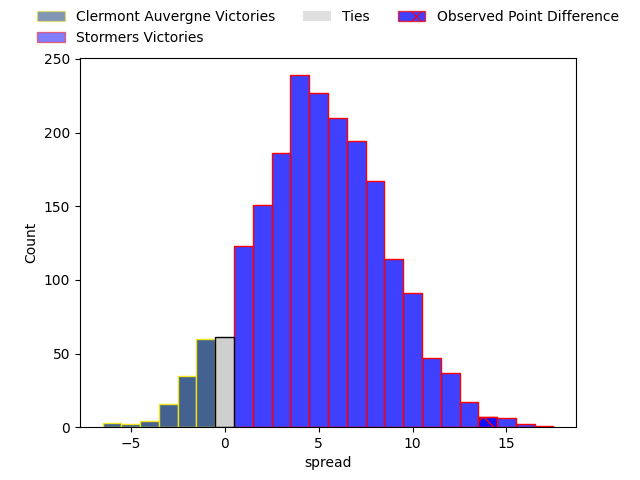 Clermont Auvergne Victories
Ties
Observed Point Difference
Stormers Victories
250
200
150
100
50
0
Count
−5
0
5
10
15
spread